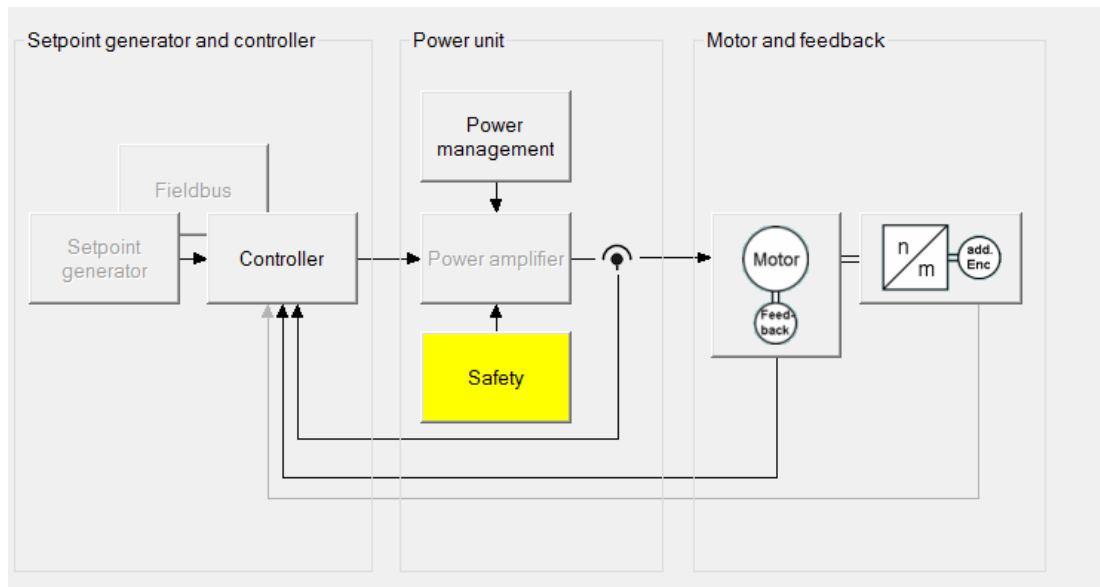 Setpoint generator and controller
Power unit
Motor and feedback
Power
management
Fieldbus
Setpoint
generator
Controller
Power amplifier
Motor
Feed-
back
n
m
add.
Enc
Safety